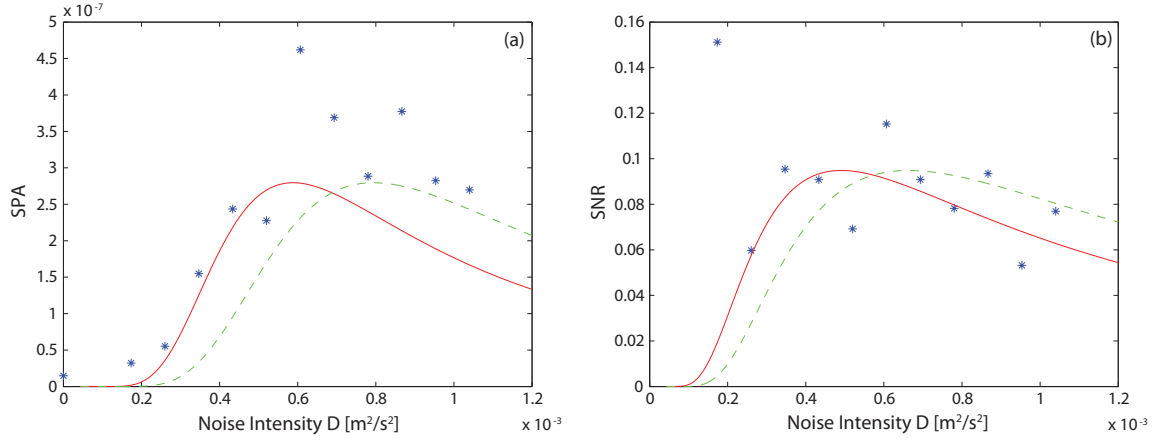 × 10⁻⁷
5
4.5
4
3.5
3
2.5
2
1.5
1
0.5
0
SPA
(a)
0 0.2 0.4 0.6 0.8 1.0 1.2
Noise Intensity D [m²/s²]
x 10⁻³
0.16
0.14
0.12
0.1
0.08
0.06
0.04
0.02
0
SNR
(b)
0 0.2 0.4 0.6 0.8 1.0 1.2
Noise Intensity D [m²/s²]
x 10⁻³